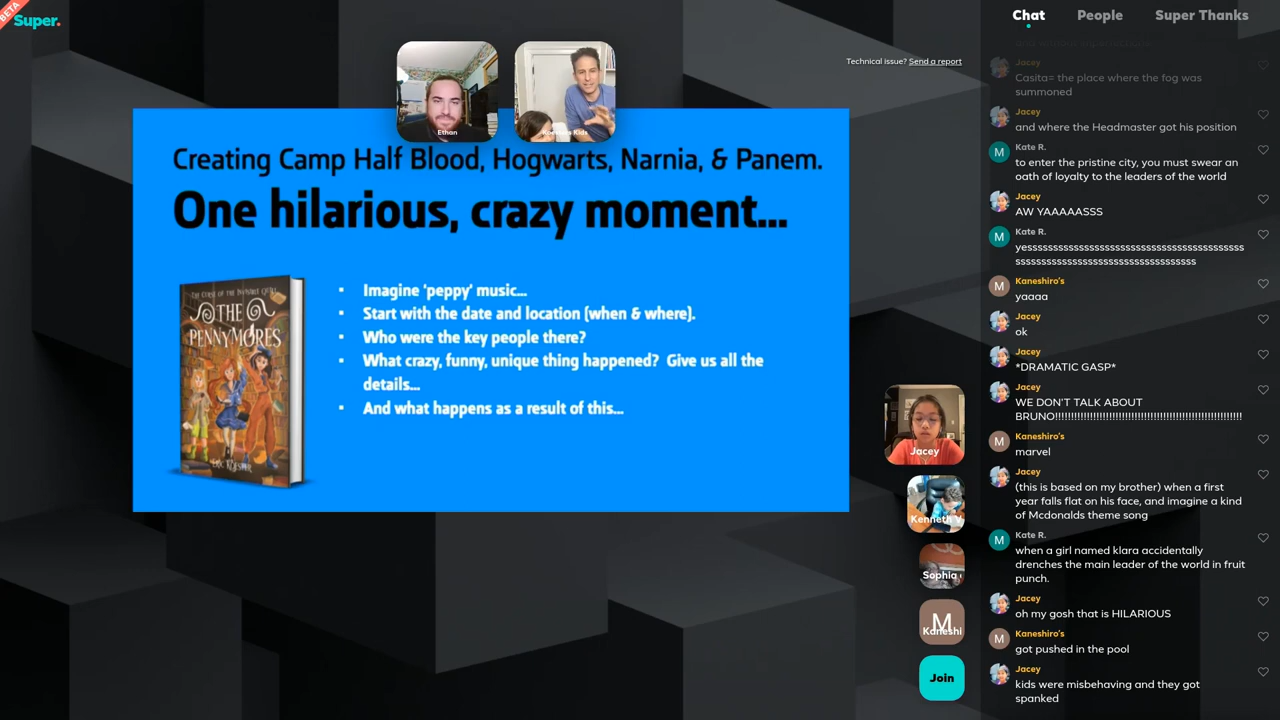 BETA
Super.
Chat
People
Super Thanks
Technical issue? Send a report
Ethan
Creating Camp Half Blood, Hogwarts, Narnia, & Panem.
One hilarious, crazy moment...
THE
PENNYMORES
▪ Imagine 'peppy' music...
▪ Start with the date and location (when & where).
▪ Who were the key people there?
▪ What crazy, funny, unique thing happened? Give us all the
details...
▪ And what happens as a result of this...
Jacey
Kenneth
Sophia
M
Kaneshi
Join
Jacey
Casita= the place where the fog was
summoned
Jacey
and where the Headmaster got his position
M
Kate R.
to enter the pristine city, you must swear an
oath of loyalty to the leaders of the world
Jacey
AW YAAAAASSS
M
Kate R.
yesssssssssssssssssssssssssssssssssssssssssss
sssssssssssssssssssssssssssssssssss
M
Kaneshiro's
yaaaa
Jacey
ok
Jacey
*DRAMATIC GASP*
Jacey
WE DON'T TALK ABOUT
BRUNO!!!!!!!!!!!!!!!!!!!!!!!!!!!!!!!!!!!!!!!!!!!!!!!!!!!!!!!!!!!
M
Kaneshiro's
marvel
Jacey
(this is based on my brother) when a first
year falls flat on his face, and imagine a kind
of Mcdonalds theme song
M
Kate R.
when a girl named klara accidentally
drenches the main leader of the world in fruit
punch.
Jacey
oh my gosh that is HILARIOUS
M
Kaneshiro's
got pushed in the pool
Jacey
kids were misbehaving and they got
spanked